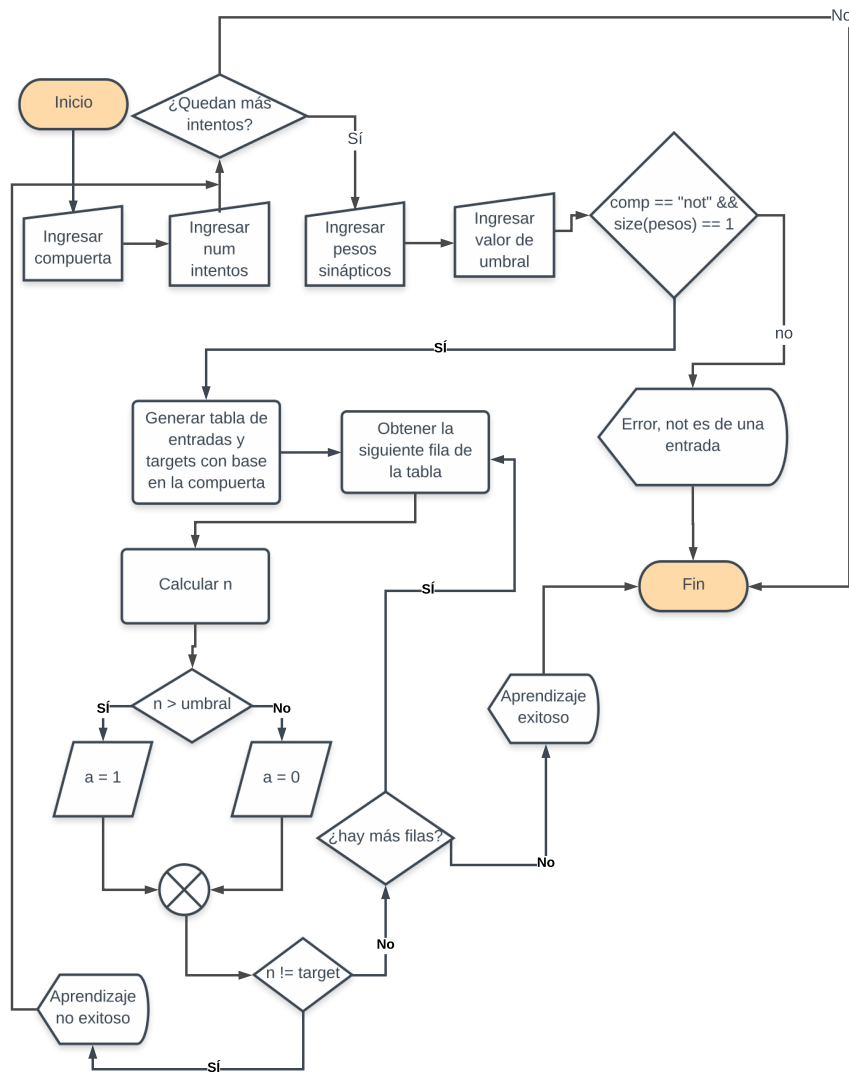 No
Inicio
¿Quedan más
intentos?
Sí
Ingresar
compuerta
Ingresar
num
intentos
Ingresar
pesos
sinápticos
Ingresar
valor de
umbral
comp == "not" &&
size(pesos) == 1
no
SÍ
Generar tabla de
entradas y
targets con base
en la compuerta
Obtener la
siguiente fila de
la tabla
Error, not es de una
entrada
Calcular n
SÍ
Fin
n > umbral
SÍ
No
a = 1
a = 0
Aprendizaje
exitoso
¿hay más filas?
No
No
n != target
Aprendizaje
no exitoso
SÍ